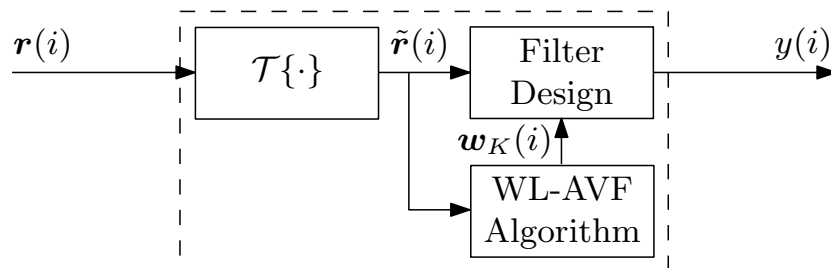 𝒓(i)
𝒯{·}
𝒓̃(i)
Filter
Design
y(i)
𝒘_K(i)
WL-AVF
Algorithm